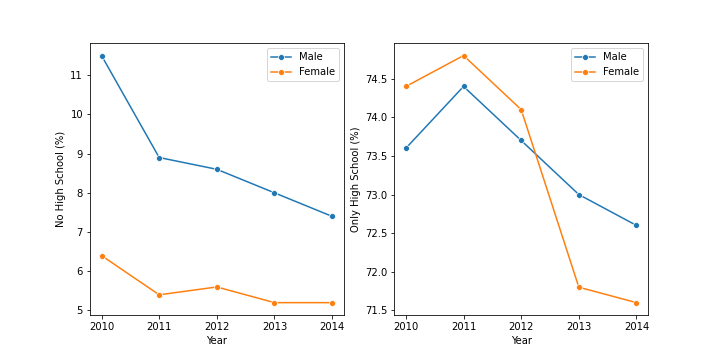 No High School (%)
11
10
9
8
7
6
5
2010 2011 2012 2013 2014
Year
Male
Female
Only High School (%)
74.5
74.0
73.5
73.0
72.5
72.0
71.5
2010 2011 2012 2013 2014
Year
Male
Female